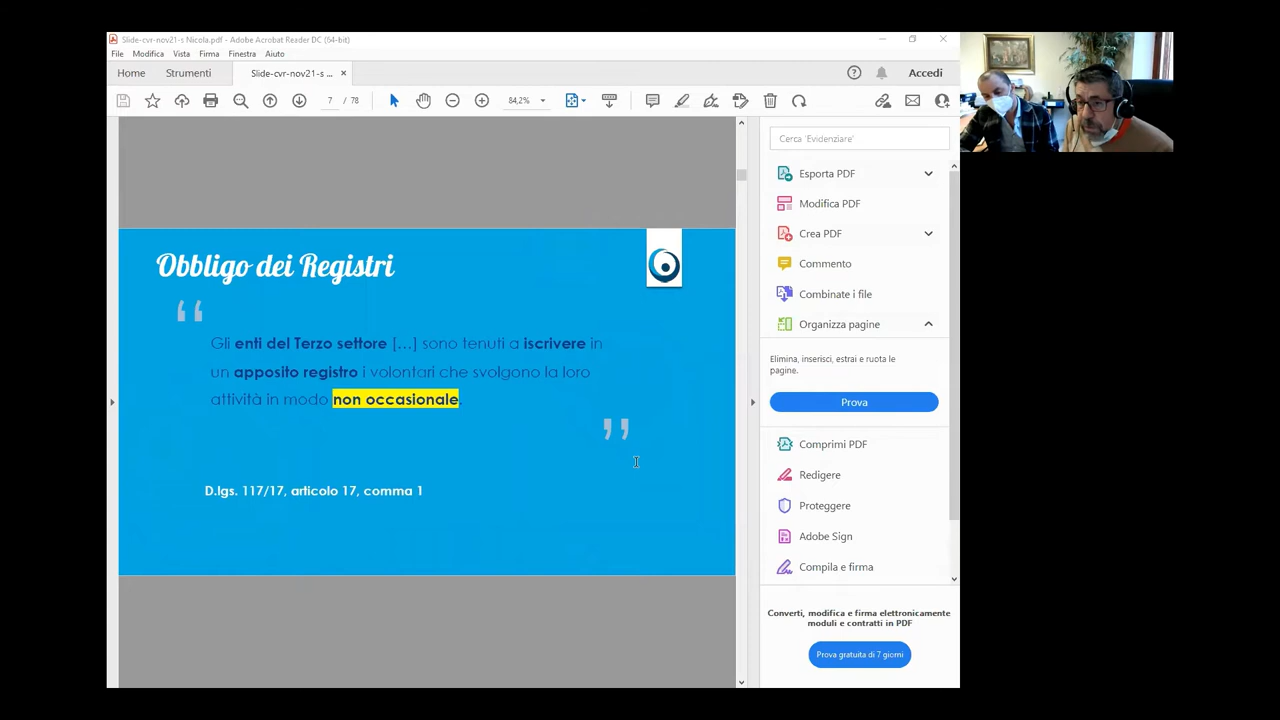 Slide-cvr-nov21-s Nicola.pdf - Adobe Acrobat Reader DC (64-bit)
File Modifica Vista Firma Finestra Aiuto
Home Strumenti Slide-cvr-nov21-s ... × Accedi
7 / 78 84,2%
Cerca 'Evidenziare'
Esporta PDF
Modifica PDF
Crea PDF
Commento
Combinate i file
Organizza pagine
Elimina, inserisci, estrai e ruota le
pagine.
Prova
Comprimi PDF
Redigere
Proteggere
Adobe Sign
Compila e firma
Converti, modifica e firma elettronicamente
moduli e contratti in PDF
Prova gratuita di 7 giorni
Obbligo dei Registri
“
Gli enti del Terzo settore [...] sono tenuti a iscrivere in
un apposito registro i volontari che svolgono la loro
attività in modo non occasionale.
”
D.lgs. 117/17, articolo 17, comma 1